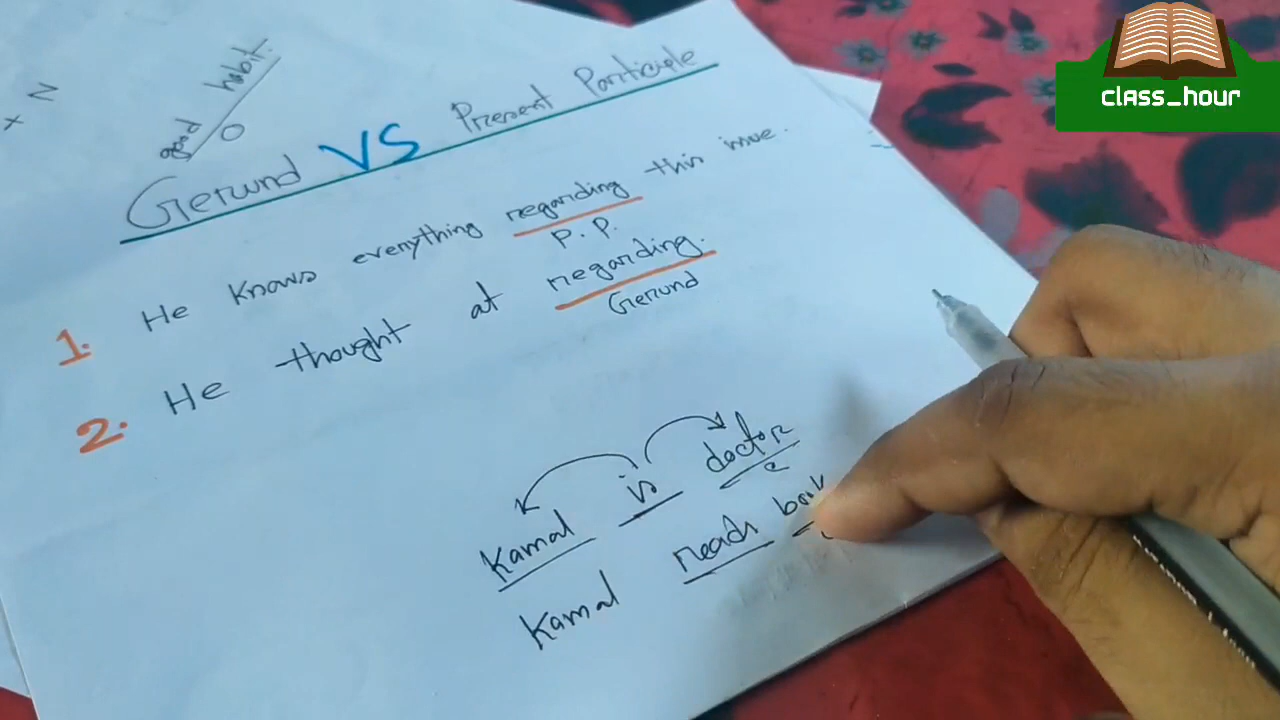 class_hour
N
x
good habit.
O
Gerund VS Present Participle
1. He knows everything regarding this issue.
P.P.
2. He thought at regarding.
Gerund
Kamal is doctor
c
Kamal reads